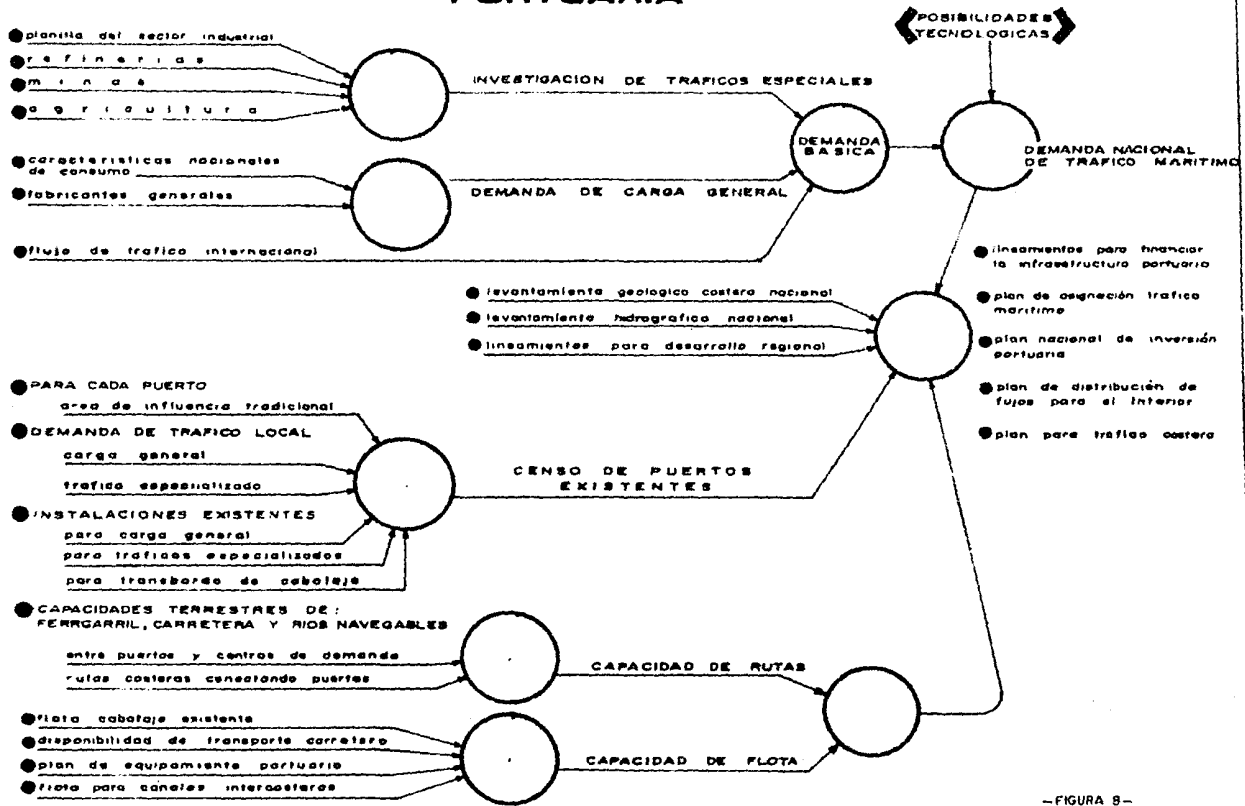 PORTUARIA
planilla del sector industrial
refinerias
minas
agricultura
INVESTIGACION DE TRAFICOS ESPECIALES
caracteristicas nacionales
de consumo
fabricantes generales
DEMANDA DE CARGA GENERAL
flujo de trafico internacional
DEMANDA
BASICA
POSIBILIDADES
TECNOLOGICAS
DEMANDA NACIONAL
DE TRAFICO MARITIMO
levantamiento geologico costero nacional
levantamiento hidrografico nacional
lineamientos para desarrollo regional
lineamientos para financiar
la infraestructura portuaria
plan de asignación trafico
maritimo
plan nacional de inversión
portuaria
plan de distribución de
fujos para el Interior
plan para tráfico costero
PARA CADA PUERTO
area de influencia tradicional
DEMANDA DE TRAFICO LOCAL
carga general
trafico especializado
INSTALACIONES EXISTENTES
para carga general
para traficos especializados
para transbordo de cabotaje
CENSO DE PUERTOS
EXISTENTES
CAPACIDADES TERRESTRES DE:
FERRGARRIL, CARRETERA Y RIOS NAVEGABLES
entre puertos y centros de demanda
rutas costeras conectando puertos
CAPACIDAD DE RUTAS
flota cabotaje existente
disponibilidad de transporte carretero
plan de equipamiento portuario
flota para canales intercosteros
CAPACIDAD DE FLOTA
-FIGURA 8-